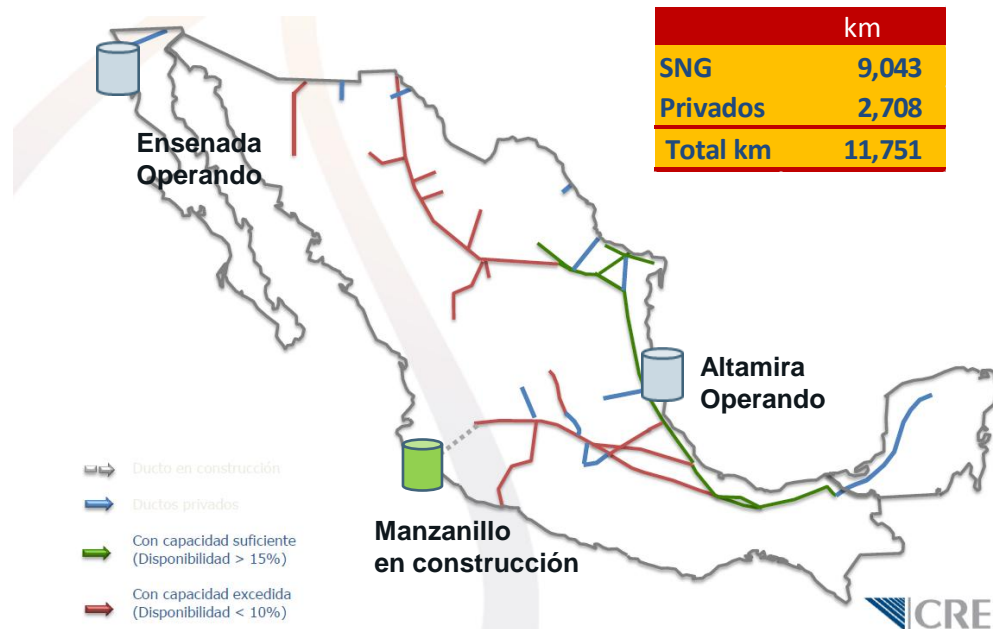 km
SNG 9,043
Privados 2,708
Total km 11,751
Ensenada
Operando
Altamira
Operando
Manzanillo
en construcción
Ducto en construcción
Ductos privados
Con capacidad suficiente
(Disponibilidad > 15%)
Con capacidad excedida
(Disponibilidad < 10%)
CRE